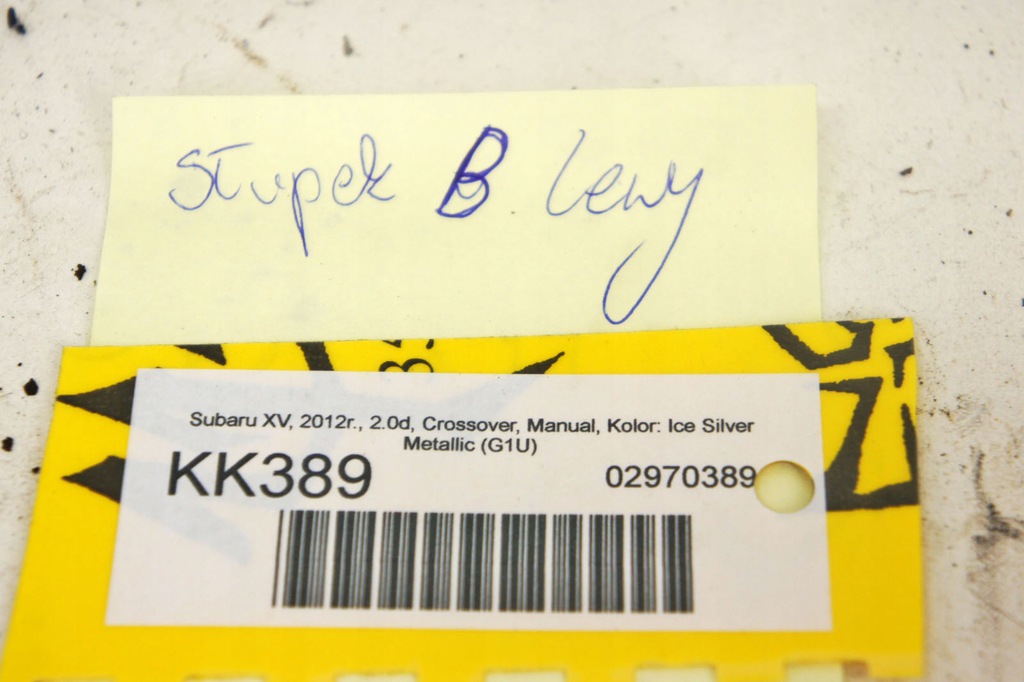 Słupek B Lewy
Subaru XV, 2012r., 2.0d, Crossover, Manual, Kolor: Ice Silver
Metallic (G1U)
KK389 02970389